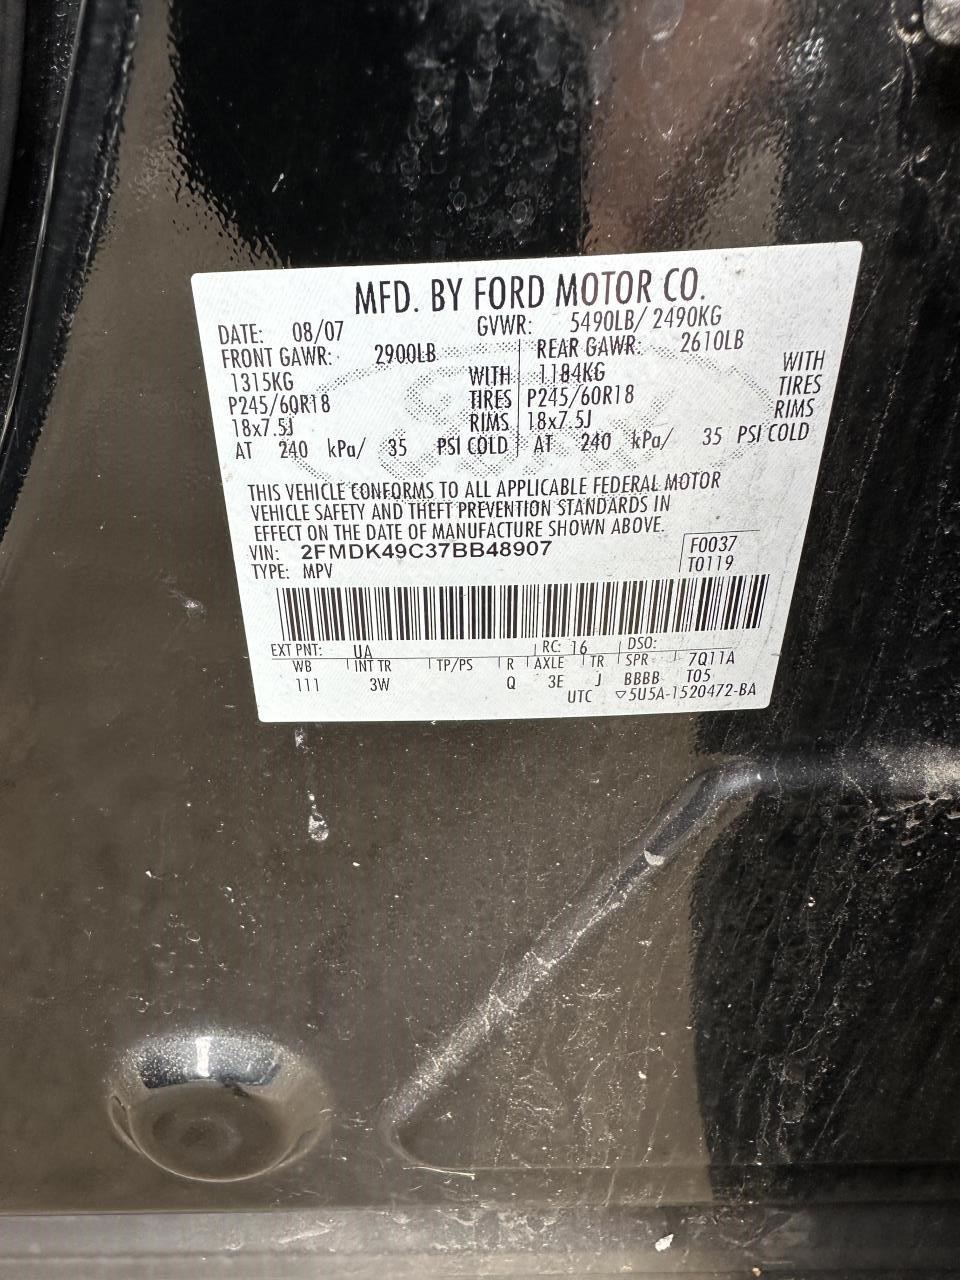 MFD. BY FORD MOTOR CO.
DATE: 08/07 GVWR: 5490LB/ 2490KG
FRONT GAWR: 2900LB REAR GAWR: 2610LB
1315KG WITH 1184KG WITH
P245/60R18 TIRES P245/60R18 TIRES
18x7.5J RIMS 18x7.5J RIMS
AT 240 kPa/ 35 PSI COLD AT 240 kPa/ 35 PSI COLD
THIS VEHICLE CONFORMS TO ALL APPLICABLE FEDERAL MOTOR
VEHICLE SAFETY AND THEFT PREVENTION STANDARDS IN
EFFECT ON THE DATE OF MANUFACTURE SHOWN ABOVE.
VIN: 2FMDK49C37BB48907 F0037
TYPE: MPV T0119
EXT PNT: UA RC: 16 DSO:
WB INT TR TP/PS R AXLE TR SPR 7Q11A
111 3W Q 3E J BBBB T05
UTC ▽5U5A-1520472-BA